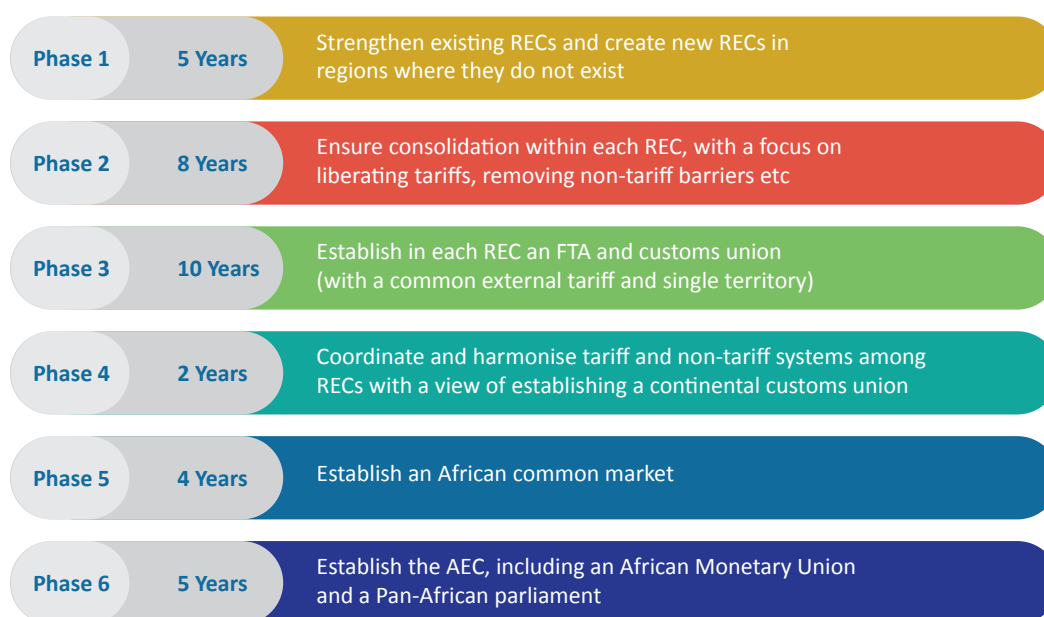 Phase 1
5 Years
Strengthen existing RECs and create new RECs in
regions where they do not exist
Phase 2
8 Years
Ensure consolidation within each REC, with a focus on
liberating tariffs, removing non-tariff barriers etc
Phase 3
10 Years
Establish in each REC an FTA and customs union
(with a common external tariff and single territory)
Phase 4
2 Years
Coordinate and harmonise tariff and non-tariff systems among
RECs with a view of establishing a continental customs union
Phase 5
4 Years
Establish an African common market
Phase 6
5 Years
Establish the AEC, including an African Monetary Union
and a Pan-African parliament